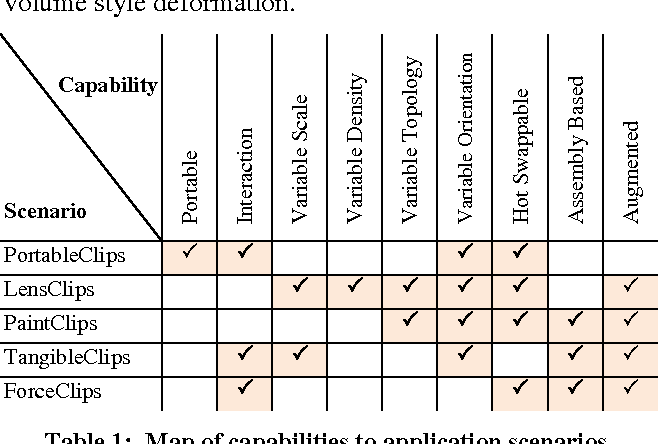 volume style deformation.
Capability
Scenario
Portable
Interaction
Variable Scale
Variable Density
Variable Topology
Variable Orientation
Hot Swappable
Assembly Based
Augmented
PortableClips ✓ ✓ ✓ ✓
LensClips ✓ ✓ ✓ ✓ ✓ ✓
PaintClips ✓ ✓ ✓ ✓ ✓
TangibleClips ✓ ✓ ✓ ✓ ✓
ForceClips ✓ ✓ ✓ ✓
Table 1: Map of capabilities to application scenarios